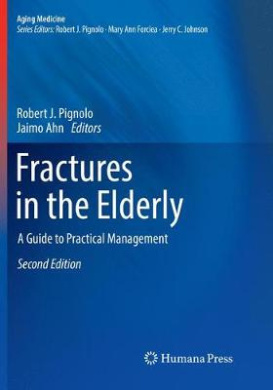 Aging Medicine
Series Editors: Robert J. Pignolo · Mary Ann Forciea · Jerry C. Johnson
Robert J. Pignolo
Jaimo Ahn Editors
Fractures
in the Elderly
A Guide to Practical Management
Second Edition
Humana Press